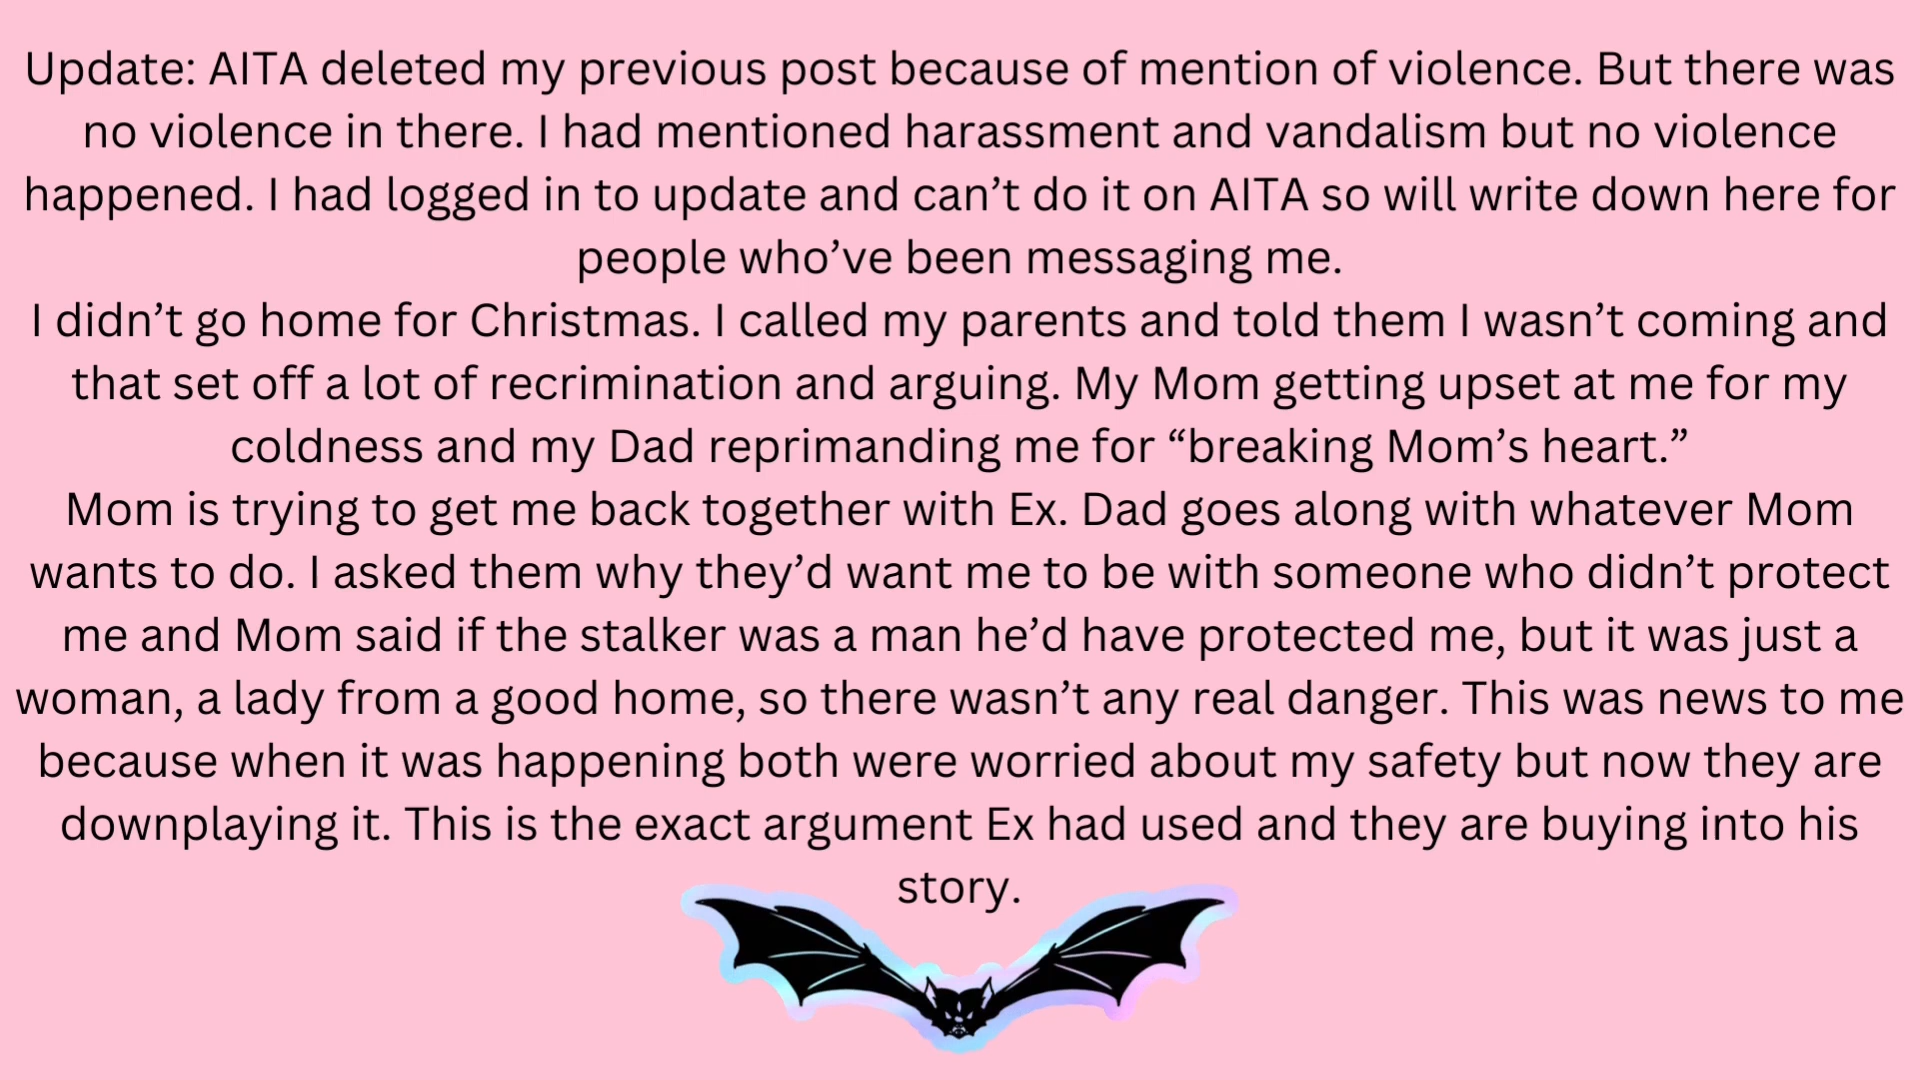 Update: AITA deleted my previous post because of mention of violence. But there was
no violence in there. I had mentioned harassment and vandalism but no violence
happened. I had logged in to update and can’t do it on AITA so will write down here for
people who’ve been messaging me.
I didn’t go home for Christmas. I called my parents and told them I wasn’t coming and
that set off a lot of recrimination and arguing. My Mom getting upset at me for my
coldness and my Dad reprimanding me for “breaking Mom’s heart.”
Mom is trying to get me back together with Ex. Dad goes along with whatever Mom
wants to do. I asked them why they’d want me to be with someone who didn’t protect
me and Mom said if the stalker was a man he’d have protected me, but it was just a
woman, a lady from a good home, so there wasn’t any real danger. This was news to me
because when it was happening both were worried about my safety but now they are
downplaying it. This is the exact argument Ex had used and they are buying into his
story.